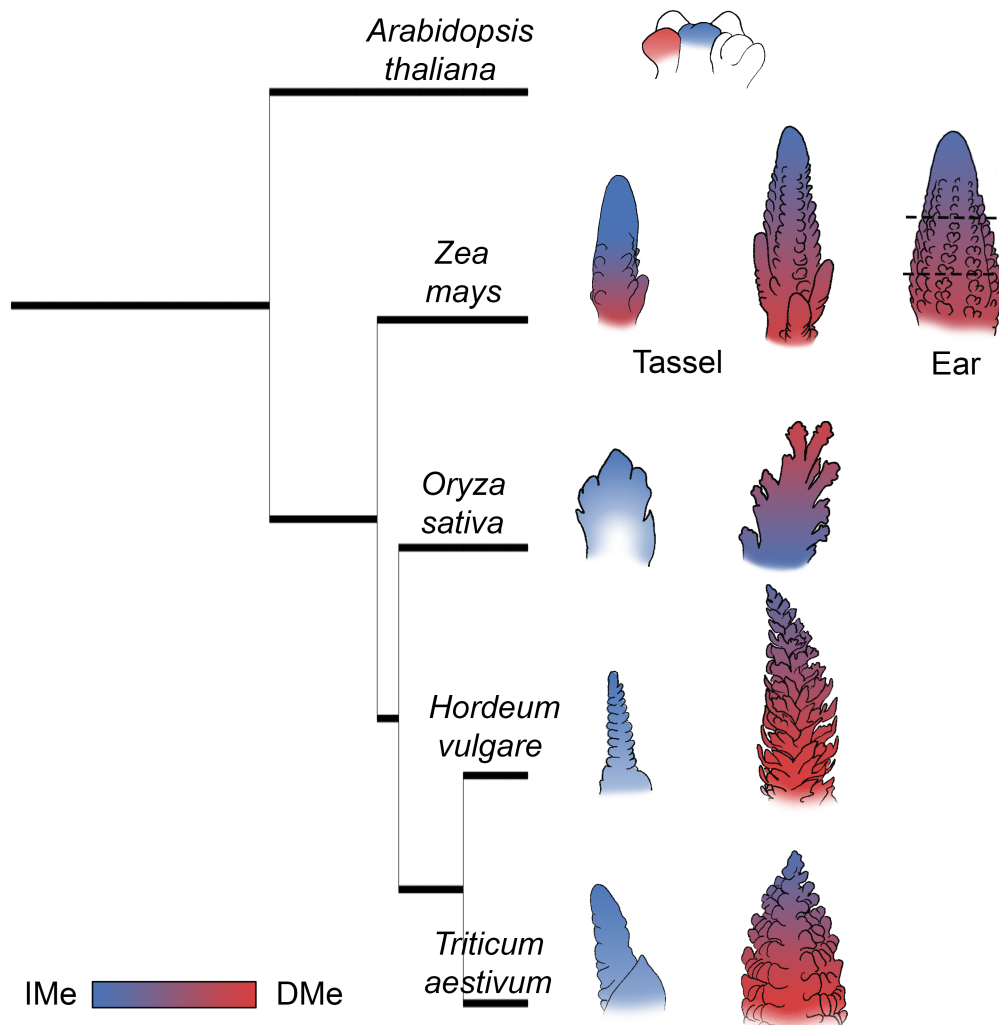 Arabidopsis
thaliana
Zea
mays
Tassel
Ear
Oryza
sativa
Hordeum
vulgare
Triticum
aestivum
IMe
DMe